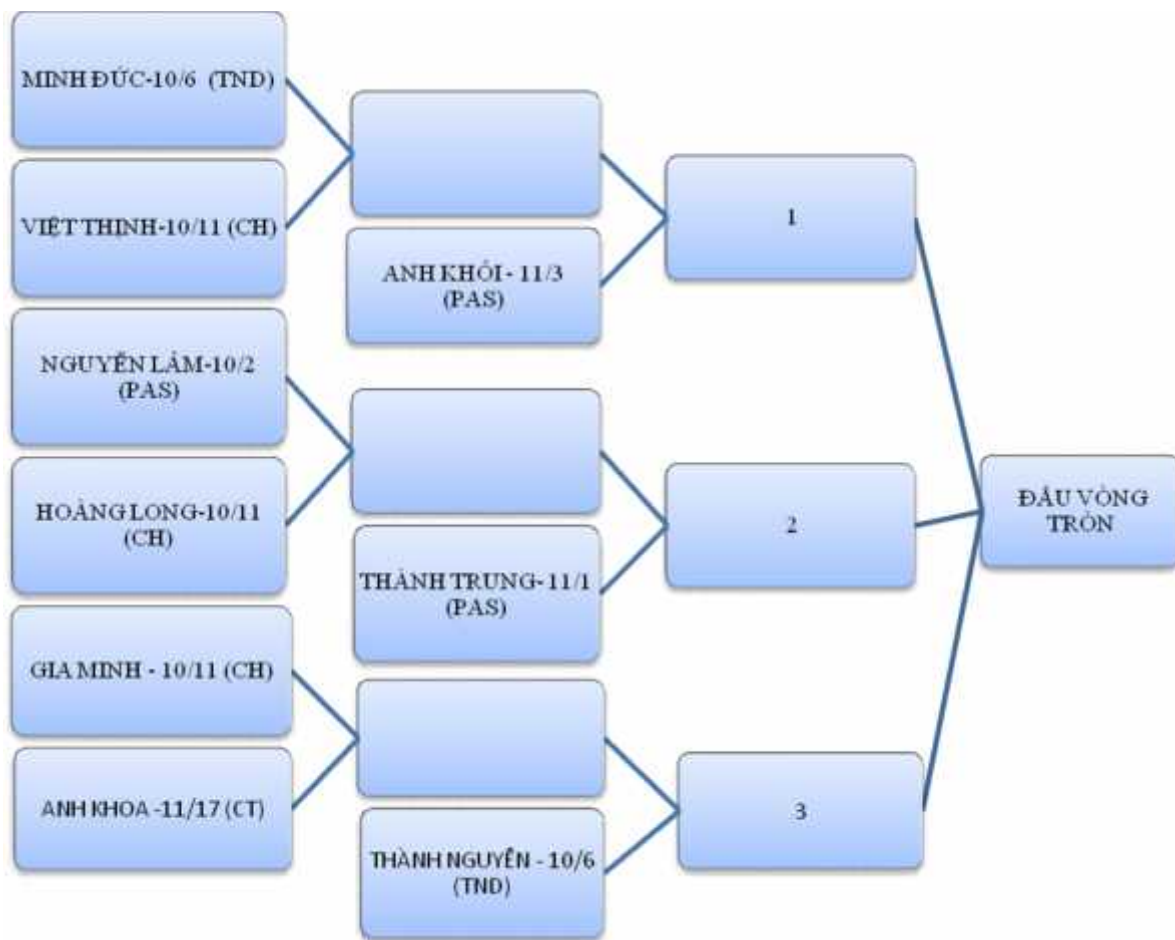 MINH ĐỨC-10/6 (TND)
VIỆT THỊNH-10/11 (CH)
ANH KHÔI - 11/3
(PAS)
1
NGUYÊN LÂM-10/2
(PAS)
HOÀNG LONG-10/11
(CH)
THÀNH TRUNG- 11/1
(PAS)
2
GIA MINH - 10/11 (CH)
ANH KHOA -11/17 (CT)
THÀNH NGUYÊN - 10/6
(TND)
3
ĐẤU VÒNG
TRÒN